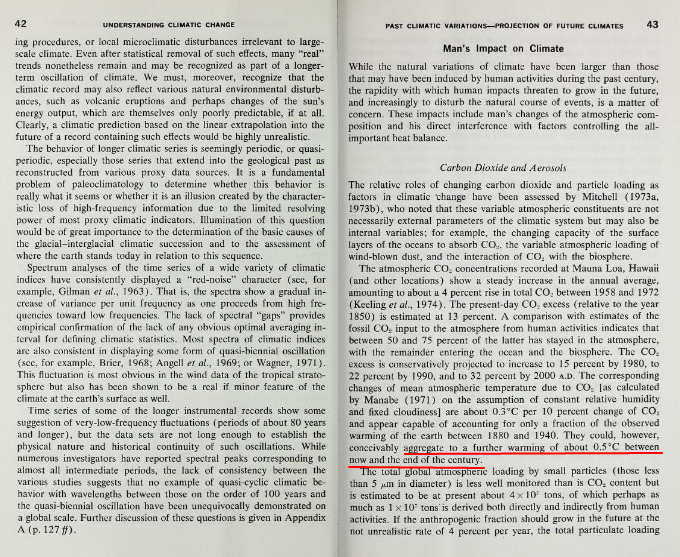 42 UNDERSTANDING CLIMATIC CHANGE
ing procedures, or local microclimatic disturbances irrelevant to large-
scale climate. Even after statistical removal of such effects, many “real”
trends nonetheless remain and may be recognized as part of a longer-
term oscillation of climate. We must, moreover, recognize that the
climatic record may also reflect various natural environmental disturb-
ances, such as volcanic eruptions and perhaps changes of the sun's
energy output, which are themselves only poorly predictable, if at all.
Clearly, a climatic prediction based on the linear extrapolation into the
future of a record containing such effects would be highly unrealistic.
The behavior of longer climatic series is seemingly periodic, or quasi-
periodic, especially those series that extend into the geological past as
reconstructed from various proxy data sources. It is a fundamental
problem of paleoclimatology to determine whether this behavior is
really what it seems or whether it is an illusion created by the character-
istic loss of high-frequency information due to the limited resolving
power of most proxy climatic indicators. Illumination of this question
would be of great importance to the determination of the basic causes of
the glacial–interglacial climatic succession and to the assessment of
where the earth stands today in relation to this sequence.
Spectrum analyses of the time series of a wide variety of climatic
indices have consistently displayed a “red-noise” character (see, for
example, Gilman et al., 1963). That is, the spectra show a gradual in-
crease of variance per unit frequency as one proceeds from high fre-
quencies toward low frequencies. The lack of spectral “gaps” provides
empirical confirmation of the lack of any obvious optimal averaging in-
terval for defining climatic statistics. Most spectra of climatic indices
are also consistent in displaying some form of quasi-biennial oscillation
(see, for example, Brier, 1968; Angell et al., 1969; or Wagner, 1971).
This fluctuation is most obvious in the wind data of the tropical strato-
sphere but also has been shown to be a real if minor feature of the
climate at the earth's surface as well.
Time series of some of the longer instrumental records show some
suggestion of very-low-frequency fluctuations (periods of about 80 years
and longer), but the data sets are not long enough to establish the
physical nature and historical continuity of such oscillations. While
numerous investigators have reported spectral peaks corresponding to
almost all intermediate periods, the lack of consistency between the
various studies suggests that no example of quasi-cyclic climatic be-
havior with wavelengths between those on the order of 100 years and
the quasi-biennial oscillation have been unequivocally demonstrated on
a global scale. Further discussion of these questions is given in Appendix
A (p. 127 ff).
PAST CLIMATIC VARIATIONS—PROJECTION OF FUTURE CLIMATES 43
Man's Impact on Climate
While the natural variations of climate have been larger than those
that may have been induced by human activities during the past century,
the rapidity with which human impacts threaten to grow in the future,
and increasingly to disturb the natural course of events, is a matter of
concern. These impacts include man's changes of the atmospheric com-
position and his direct interference with factors controlling the all-
important heat balance.
Carbon Dioxide and Aerosols
The relative roles of changing carbon dioxide and particle loading as
factors in climatic change have been assessed by Mitchell (1973a,
1973b), who noted that these variable atmospheric constituents are not
necessarily external parameters of the climatic system but may also be
internal variables; for example, the changing capacity of the surface
layers of the oceans to absorb CO₂, the variable atmospheric loading of
wind-blown dust, and the interaction of CO₂ with the biosphere.
The atmospheric CO₂ concentrations recorded at Mauna Loa, Hawaii
(and other locations) show a steady increase in the annual average,
amounting to about a 4 percent rise in total CO₂ between 1958 and 1972
(Keeling et al., 1974). The present-day CO₂ excess (relative to the year
1850) is estimated at 13 percent. A comparison with estimates of the
fossil CO₂ input to the atmosphere from human activities indicates that
between 50 and 75 percent of the latter has stayed in the atmosphere,
with the remainder entering the ocean and the biosphere. The CO₂
excess is conservatively projected to increase to 15 percent by 1980, to
22 percent by 1990, and to 32 percent by 2000 A.D. The corresponding
changes of mean atmospheric temperature due to CO₂ [as calculated
by Manabe (1971) on the assumption of constant relative humidity
and fixed cloudiness] are about 0.3°C per 10 percent change of CO₂
and appear capable of accounting for only a fraction of the observed
warming of the earth between 1880 and 1940. They could, however,
conceivably aggregate to a further warming of about 0.5°C between
now and the end of the century.
The total global atmospheric loading by small particles (those less
than 5 μm in diameter) is less well monitored than is CO₂ content but
is estimated to be at present about 4×10⁷ tons, of which perhaps as
much as 1×10⁷ tons is derived both directly and indirectly from human
activities. If the anthropogenic fraction should grow in the future at the
not unrealistic rate of 4 percent per year, the total particulate loading